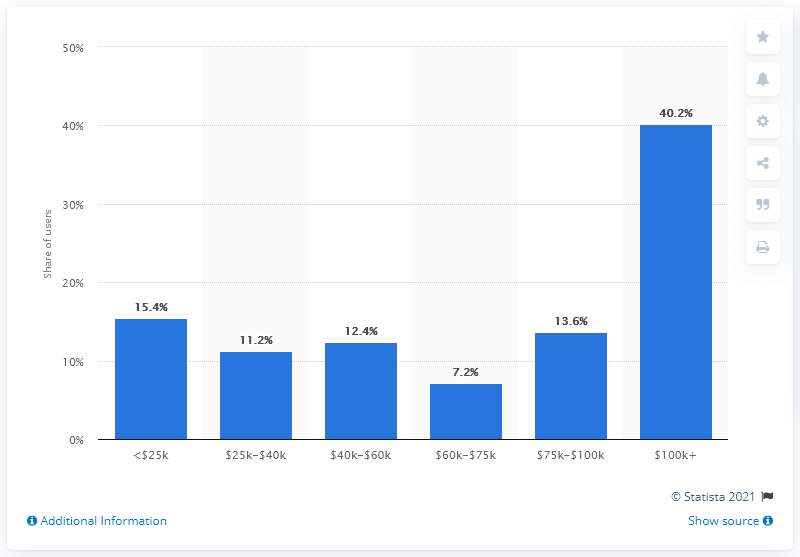 50%
40%
30%
20%
10%
0%
Share of users
15.4%
11.2%
12.4%
7.2%
13.6%
40.2%
<$25k
$25k–$40k
$40k–$60k
$60k–$75k
$75k–$100k
$100k+
© Statista 2021
Additional Information
Show source